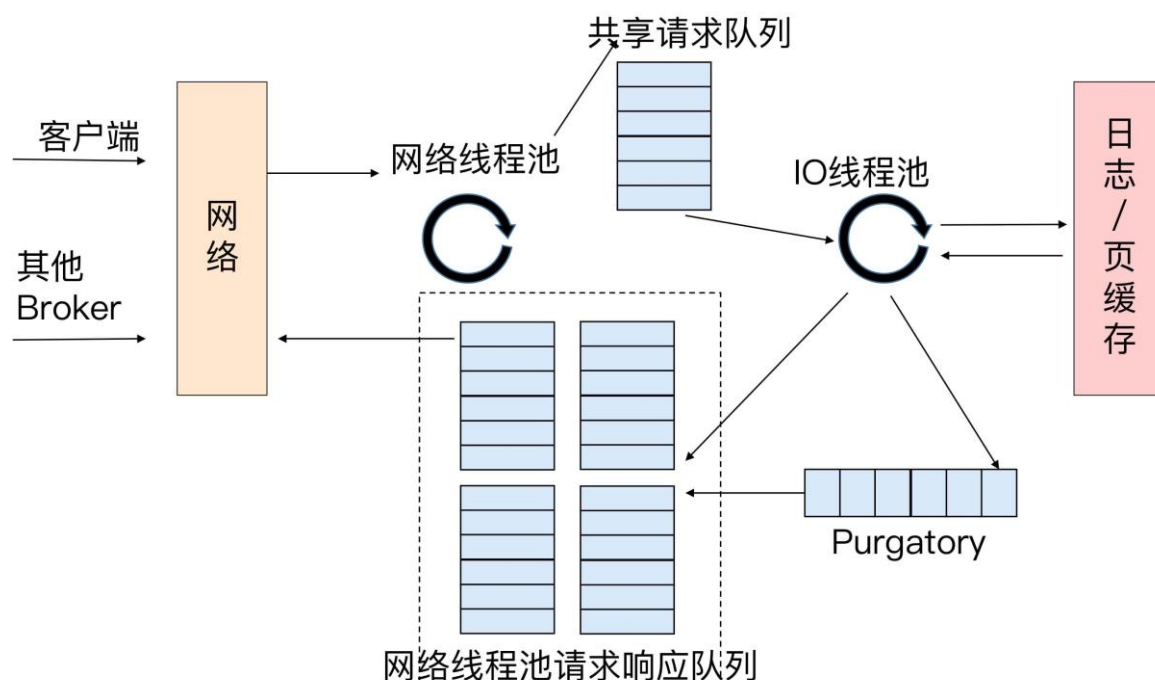 共享请求队列
客户端
网络线程池
IO线程池
网络
日志/页缓存
其他
Broker
Purgatory
网络线程池请求响应队列